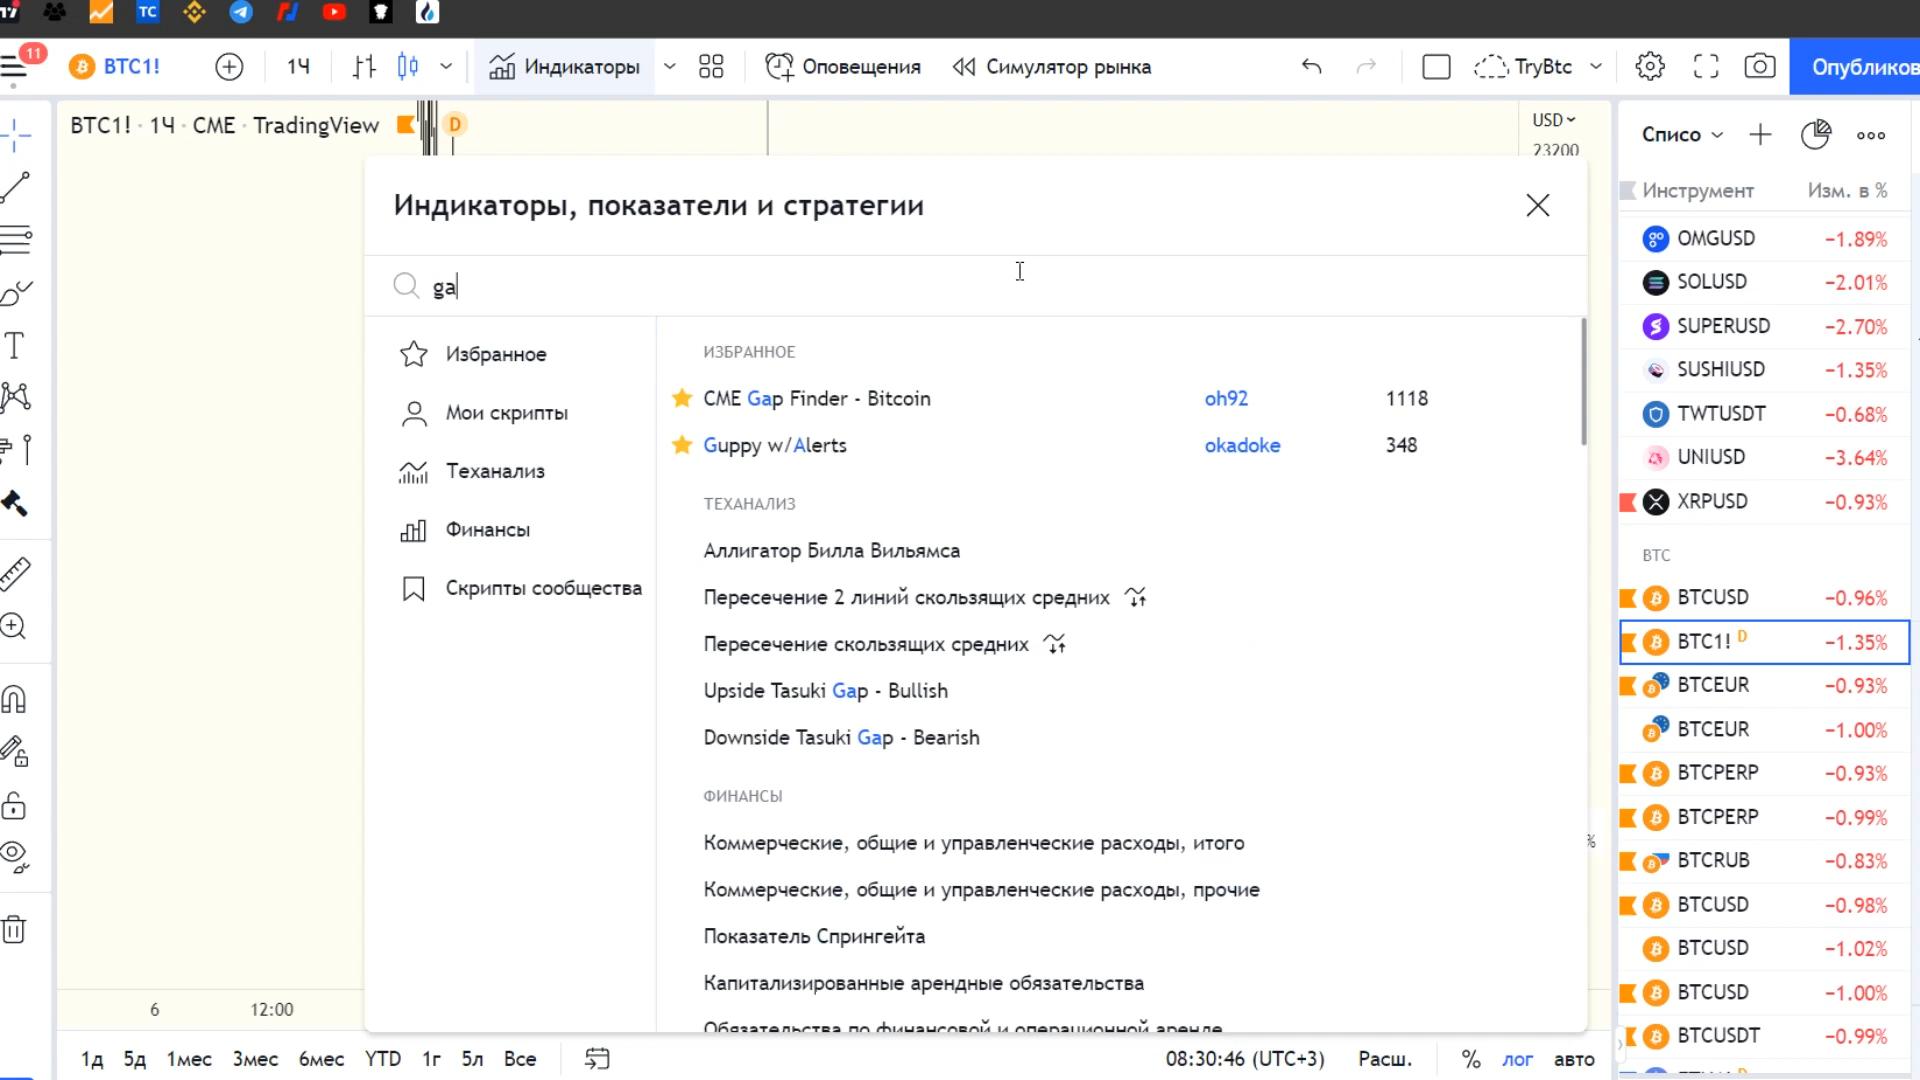 TC
11
BTC1!
1Ч
Индикаторы
Оповещения
Симулятор рынка
TryBtc
Опубликов
BTC1! · 1Ч · CME · TradingView
D
USD
23200
Индикаторы, показатели и стратегии
ga
Избранное
Мои скрипты
Теханализ
Финансы
Скрипты сообщества
ИЗБРАННОЕ
CME Gap Finder - Bitcoin oh92 1118
Guppy w/Alerts okadoke 348
ТЕХАНАЛИЗ
Аллигатор Билла Вильямса
Пересечение 2 линий скользящих средних
Пересечение скользящих средних
Upside Tasuki Gap - Bullish
Downside Tasuki Gap - Bearish
ФИНАНСЫ
Коммерческие, общие и управленческие расходы, итого
Коммерческие, общие и управленческие расходы, прочие
Показатель Спрингейта
Капитализированные арендные обязательства
Обязательства по финансовой и операционной аренде
%
6 12:00
1д 5д 1мес 3мес 6мес YTD 1г 5л Все
08:30:46 (UTC+3) Расш. % лог авто
Списо
Инструмент Изм. в %
OMGUSD −1.89%
SOLUSD −2.01%
SUPERUSD −2.70%
SUSHIUSD −1.35%
TWTUSDT −0.68%
UNIUSD −3.64%
XRPUSD −0.93%
BTC
BTCUSD −0.96%
BTC1! D −1.35%
BTCEUR −0.93%
BTCEUR −1.00%
BTCPERP −0.93%
BTCPERP −0.99%
BTCRUB −0.83%
BTCUSD −0.98%
BTCUSD −1.02%
BTCUSD −1.00%
BTCUSDT −0.99%